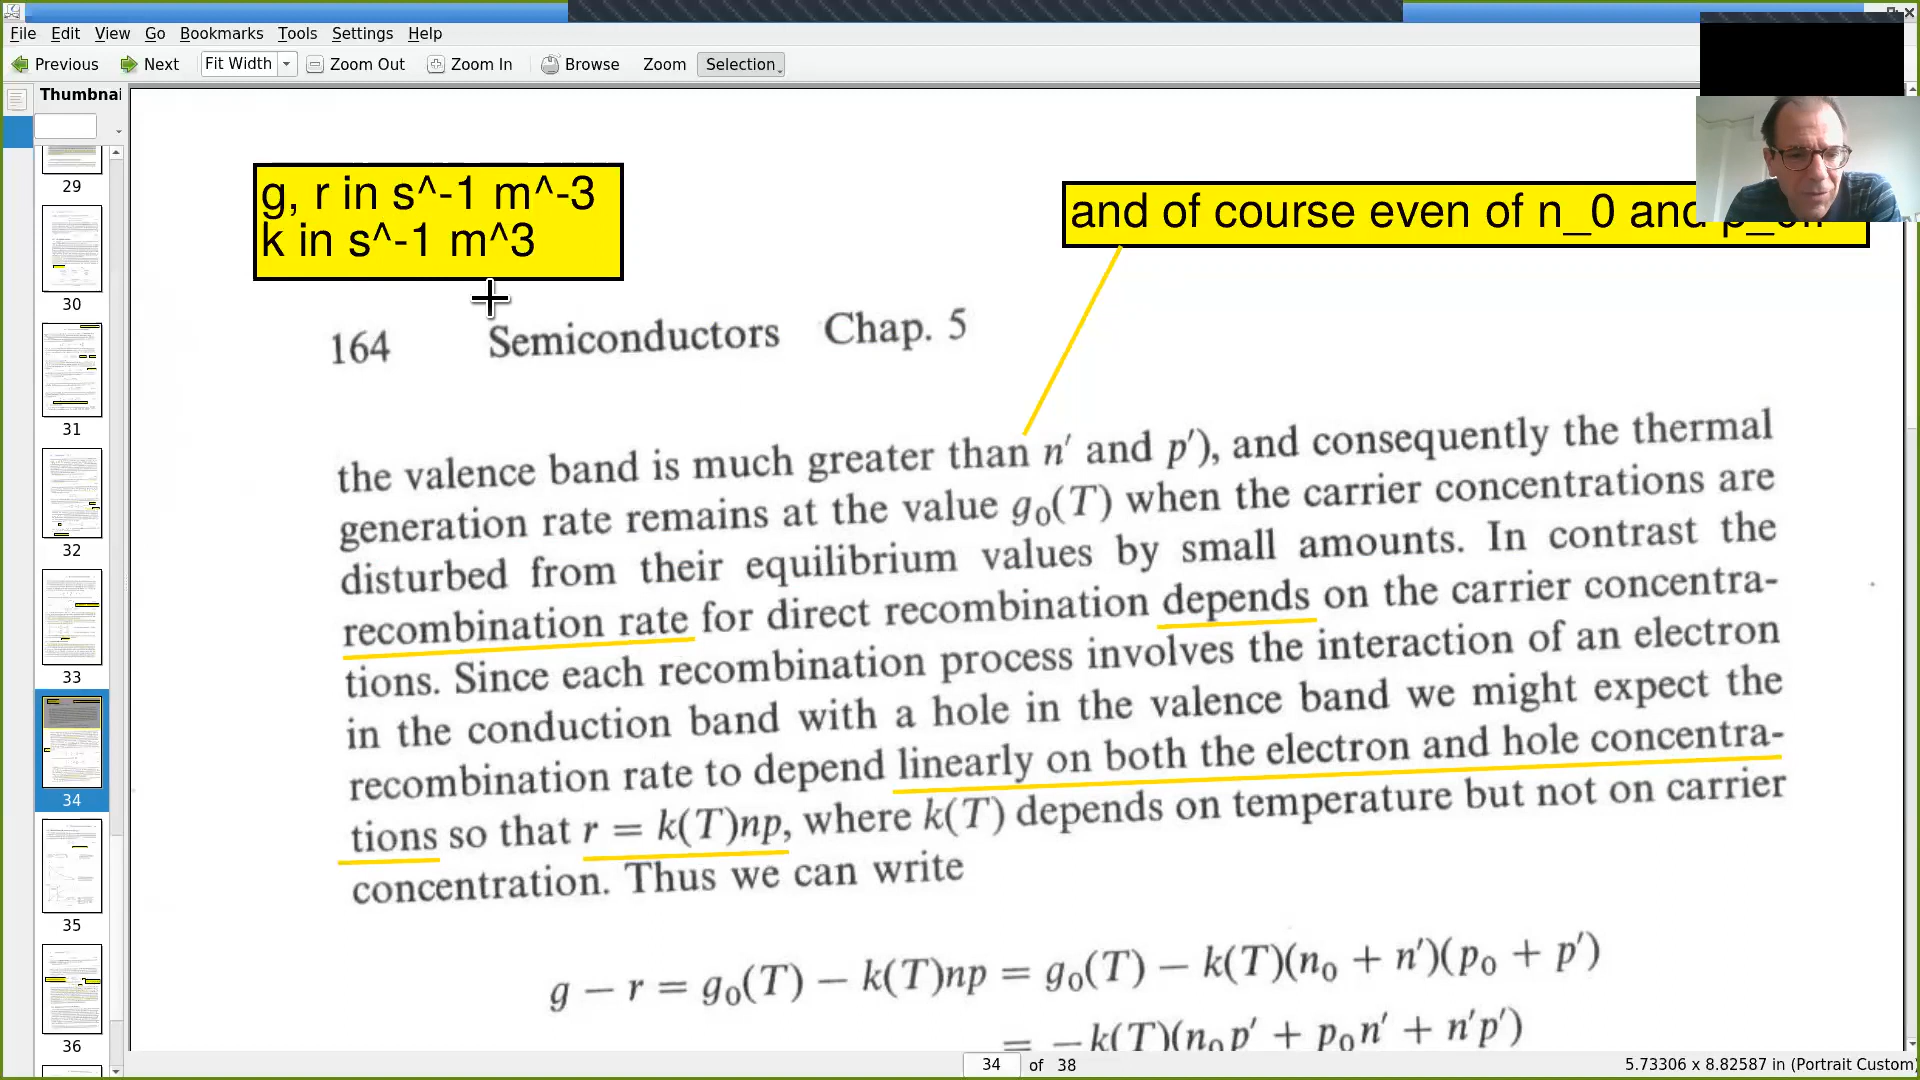 File Edit View Go Bookmarks Tools Settings Help
Previous Next Fit Width Zoom Out Zoom In Browse Zoom Selection
Thumbnai
29
30
31
32
33
34
35
36
g, r in s^-1 m^-3
k in s^-1 m^3
and of course even of n_0 and
164 Semiconductors Chap. 5
the valence band is much greater than n′ and p′), and consequently the thermal
generation rate remains at the value g₀(T) when the carrier concentrations are
disturbed from their equilibrium values by small amounts. In contrast the
recombination rate for direct recombination depends on the carrier concentra-
tions. Since each recombination process involves the interaction of an electron
in the conduction band with a hole in the valence band we might expect the
recombination rate to depend linearly on both the electron and hole concentra-
tions so that r = k(T)np, where k(T) depends on temperature but not on carrier
concentration. Thus we can write
g − r = g₀(T) − k(T)np = g₀(T) − k(T)(n₀ + n′)(p₀ + p′)
= −k(T)(n₀p′ + p₀n′ + n′p′)
34 of 38
5.73306 x 8.82587 in (Portrait Custom)